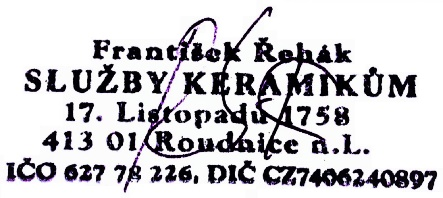 František Řehák
SLUŽBY KERAMIKŮM
17. Listopadu 1758
413 01 Roudnice n.L.
IČO 627 78 226, DIČ CZ7406240897